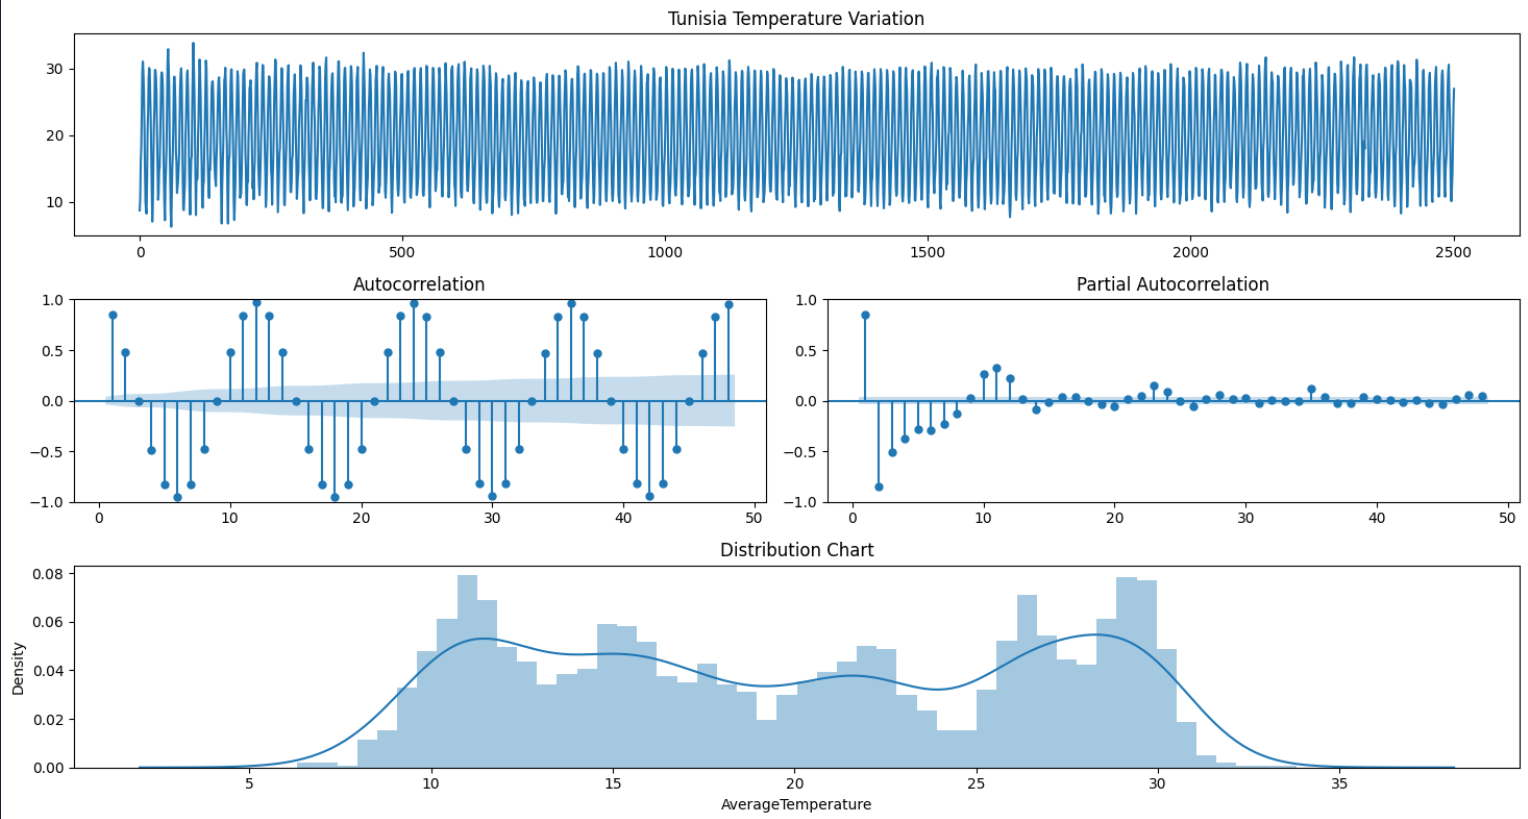 Tunisia Temperature Variation
30
20
10
0 500 1000 1500 2000 2500
Autocorrelation
1.0
0.5
0.0
−0.5
−1.0
0 10 20 30 40 50
Partial Autocorrelation
1.0
0.5
0.0
−0.5
−1.0
0 10 20 30 40 50
Distribution Chart
Density
0.08
0.06
0.04
0.02
0.00
5 10 15 20 25 30 35
AverageTemperature